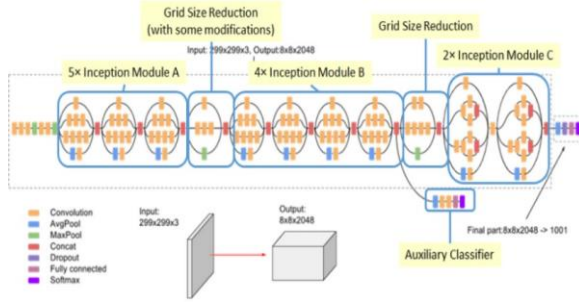 Grid Size Reduction
(with some modifications)
Grid Size Reduction
Input: 299x299x3, Output:8x8x2048
5× Inception Module A
4× Inception Module B
2× Inception Module C
Convolution
AvgPool
MaxPool
Concat
Dropout
Fully connected
Softmax
Input:
299x299x3
Output:
8x8x2048
Final part:8x8x2048 -> 1001
Auxiliary Classifier